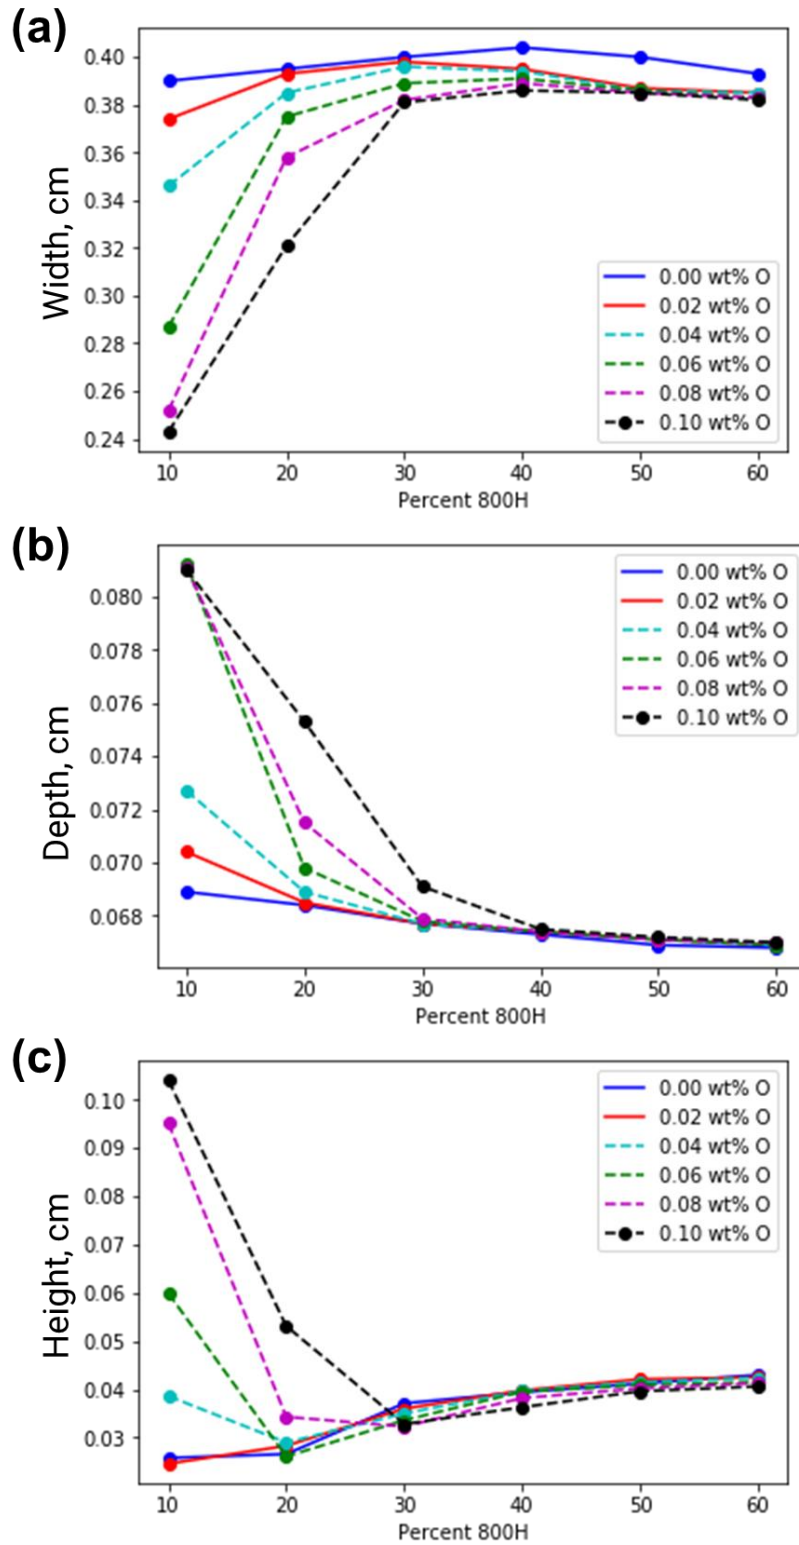 (a)
0.40
0.38
0.36
0.34
0.32
0.30
0.28
0.26
0.24
Width, cm
0.00 wt% O
0.02 wt% O
0.04 wt% O
0.06 wt% O
0.08 wt% O
0.10 wt% O
10 20 30 40 50 60
Percent 800H
(b)
0.080
0.078
0.076
0.074
0.072
0.070
0.068
Depth, cm
0.00 wt% O
0.02 wt% O
0.04 wt% O
0.06 wt% O
0.08 wt% O
0.10 wt% O
10 20 30 40 50 60
Percent 800H
(c)
0.10
0.09
0.08
0.07
0.06
0.05
0.04
0.03
Height, cm
0.00 wt% O
0.02 wt% O
0.04 wt% O
0.06 wt% O
0.08 wt% O
0.10 wt% O
10 20 30 40 50 60
Percent 800H